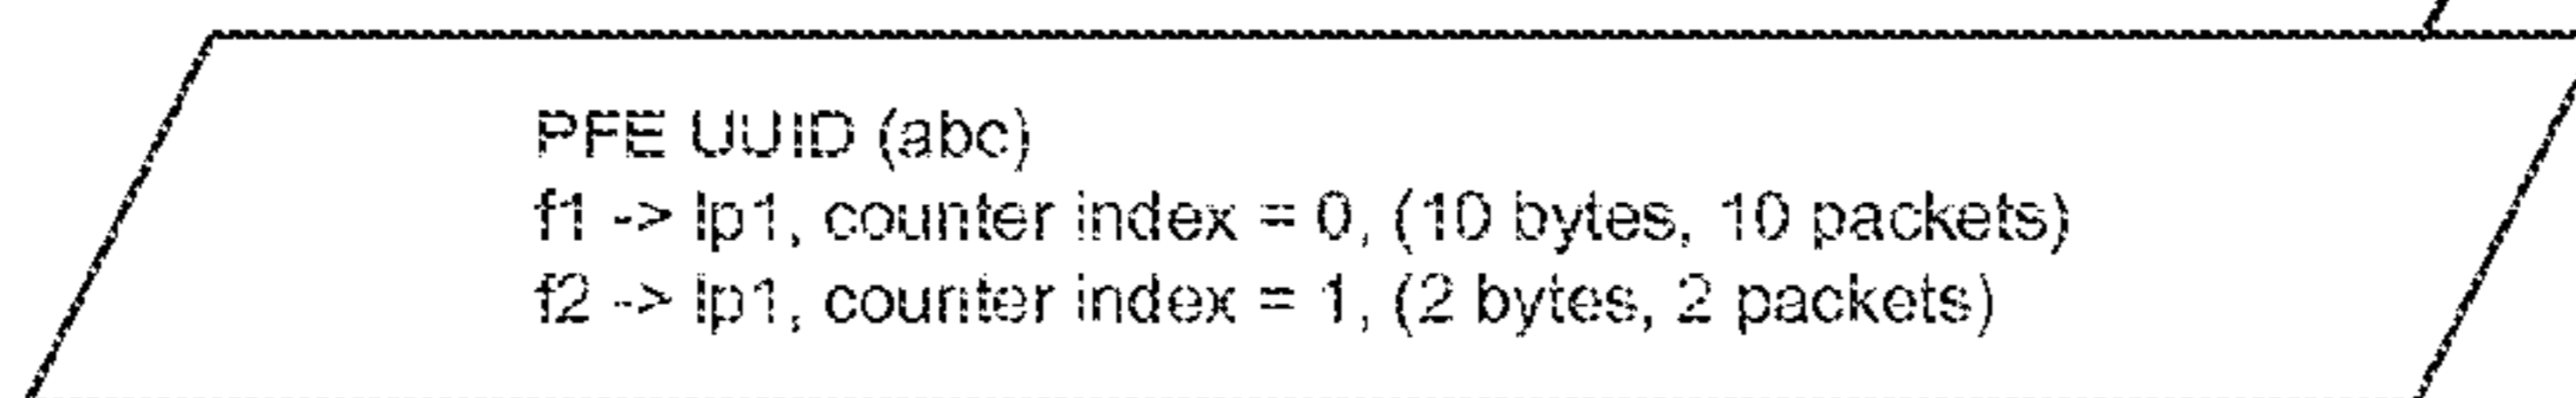 PFE UUID (abc)
f1 -> lp1, counter index = 0, (10 bytes, 10 packets)
f2 -> lp1, counter index = 1, (2 bytes, 2 packets)